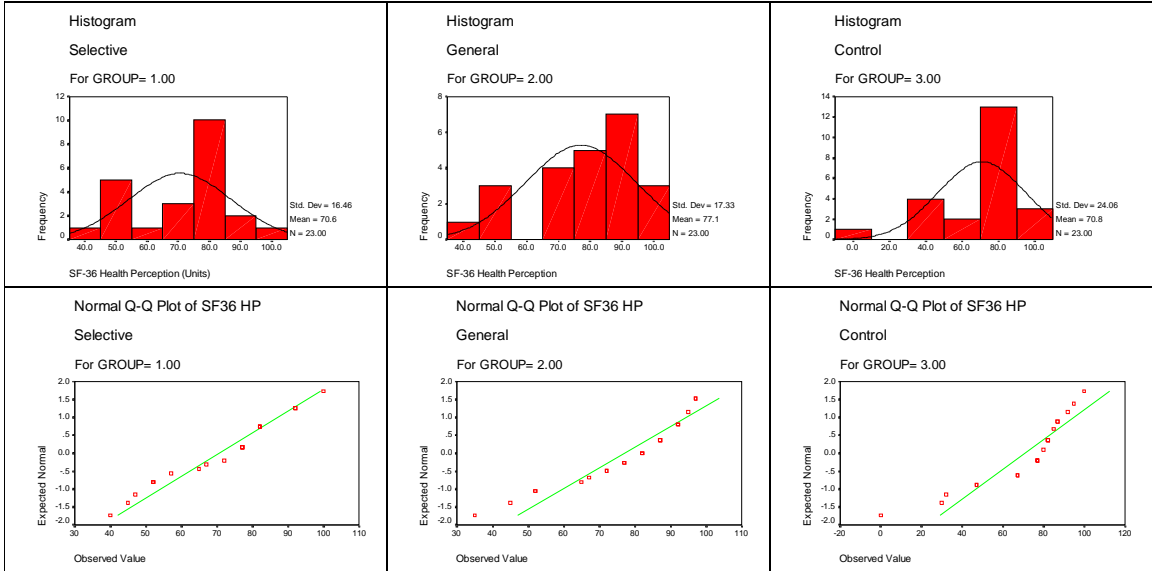 Histogram
Selective
For GROUP= 1.00
12
10
8
6
4
2
0
Frequency
40.0 50.0 60.0 70.0 80.0 90.0 100.0
Std. Dev = 16.46
Mean = 70.6
N = 23.00
SF-36 Health Perception (Units)
Histogram
General
For GROUP= 2.00
8
6
4
2
0
Frequency
40.0 50.0 60.0 70.0 80.0 90.0 100.0
Std. Dev = 17.33
Mean = 77.1
N = 23.00
SF-36 Health Perception
Histogram
Control
For GROUP= 3.00
14
12
10
8
6
4
2
0
Frequency
0.0 20.0 40.0 60.0 80.0 100.0
Std. Dev = 24.06
Mean = 70.8
N = 23.00
SF-36 Health Perception
Normal Q-Q Plot of SF36 HP
Selective
For GROUP= 1.00
2.0
1.5
1.0
.5
0.0
-.5
-1.0
-1.5
-2.0
Expected Normal
30 40 50 60 70 80 90 100 110
Observed Value
Normal Q-Q Plot of SF36 HP
General
For GROUP= 2.00
2.0
1.5
1.0
.5
0.0
-.5
-1.0
-1.5
-2.0
Expected Normal
30 40 50 60 70 80 90 100 110
Observed Value
Normal Q-Q Plot of SF36 HP
Control
For GROUP= 3.00
2.0
1.5
1.0
.5
0.0
-.5
-1.0
-1.5
-2.0
Expected Normal
-20 0 20 40 60 80 100 120
Observed Value